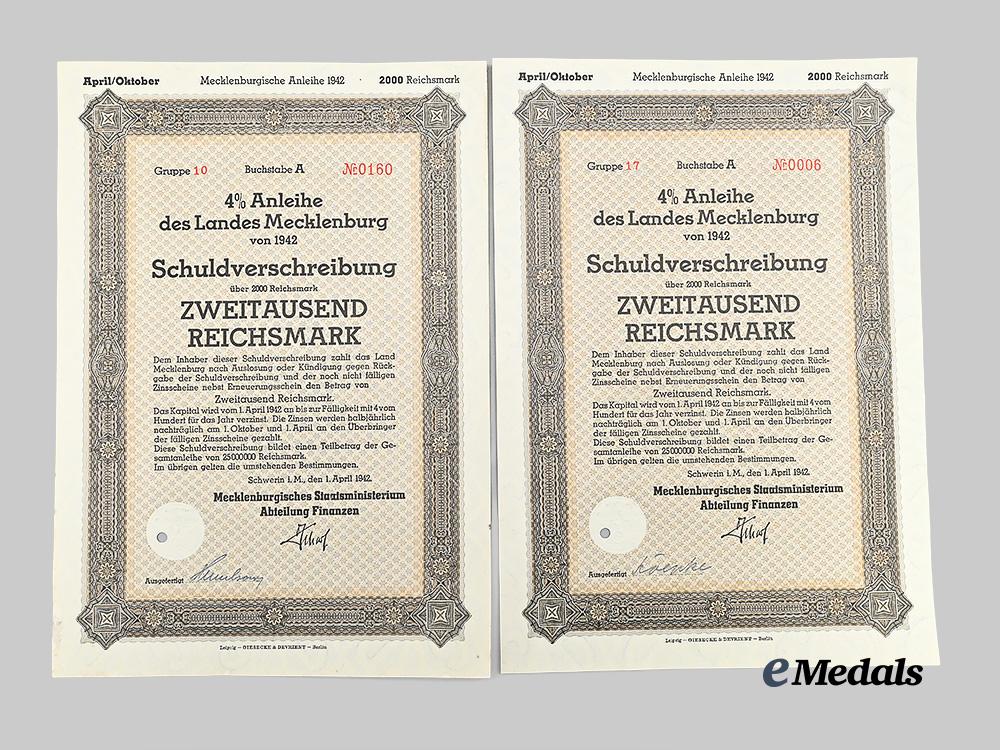 April/Oktober Mecklenburgische Anleihe 1942 2000 Reichsmark
Gruppe 10 Buchstabe A № 0160
4% Anleihe
des Landes Mecklenburg
von 1942
Schuldverschreibung
über 2000 Reichsmark
ZWEITAUSEND
REICHSMARK
Dem Inhaber dieser Schuldverschreibung zahlt das Land
Mecklenburg nach Auslosung oder Kündigung gegen Rück-
gabe der Schuldverschreibung und der noch nicht fälligen
Zinsscheine nebst Erneuerungsschein den Betrag von
Zweitausend Reichsmark.
Das Kapital wird vom 1. April 1942 an bis zur Fälligkeit mit 4 vom
Hundert für das Jahr verzinst. Die Zinsen werden halbjährlich
nachträglich am 1. Oktober und 1. April an den Überbringer
der fälligen Zinsscheine gezahlt.
Diese Schuldverschreibung bildet einen Teilbetrag der Ge-
samtanleihe von 25000000 Reichsmark.
Im übrigen gelten die umstehenden Bestimmungen.
Schwerin i. M., den 1. April 1942.
Mecklenburgisches Staatsministerium
Abteilung Finanzen
Ausgefertigt
Leipzig — GIESECKE & DEVRIENT — Berlin
April/Oktober Mecklenburgische Anleihe 1942 2000 Reichsmark
Gruppe 17 Buchstabe A № 0006
4% Anleihe
des Landes Mecklenburg
von 1942
Schuldverschreibung
über 2000 Reichsmark
ZWEITAUSEND
REICHSMARK
Dem Inhaber dieser Schuldverschreibung zahlt das Land
Mecklenburg nach Auslosung oder Kündigung gegen Rück-
gabe der Schuldverschreibung und der noch nicht fälligen
Zinsscheine nebst Erneuerungsschein den Betrag von
Zweitausend Reichsmark.
Das Kapital wird vom 1. April 1942 an bis zur Fälligkeit mit 4 vom
Hundert für das Jahr verzinst. Die Zinsen werden halbjährlich
nachträglich am 1. Oktober und 1. April an den Überbringer
der fälligen Zinsscheine gezahlt.
Diese Schuldverschreibung bildet einen Teilbetrag der Ge-
samtanleihe von 25000000 Reichsmark.
Im übrigen gelten die umstehenden Bestimmungen.
Schwerin i. M., den 1. April 1942.
Mecklenburgisches Staatsministerium
Abteilung Finanzen
Ausgefertigt
Leipzig — GIESECKE & DEVRIENT — Berlin
eMedals